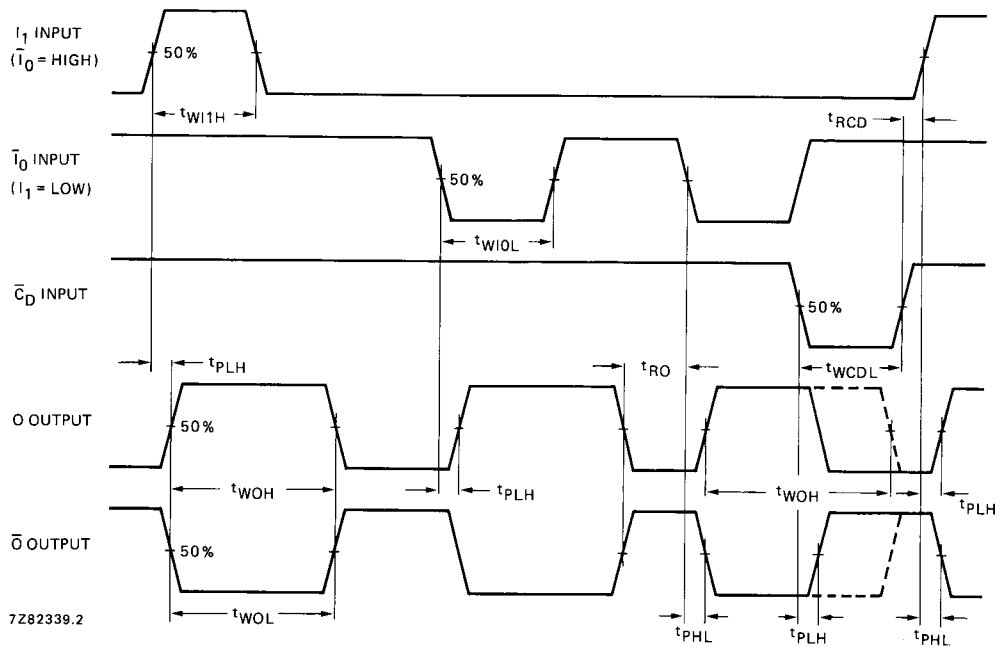 I₁ INPUT
(Ī₀ = HIGH)
50%
tWI1H
tRCD
Ī₀ INPUT
(I₁ = LOW)
50%
tWI0L
C̄D INPUT
50%
tPLH
tRO
tWCDL
O OUTPUT
50%
tWOH
tPLH
tWOH
tPLH
Ō OUTPUT
50%
tWOL
tPHL
tPLH
tPHL
7Z82339.2